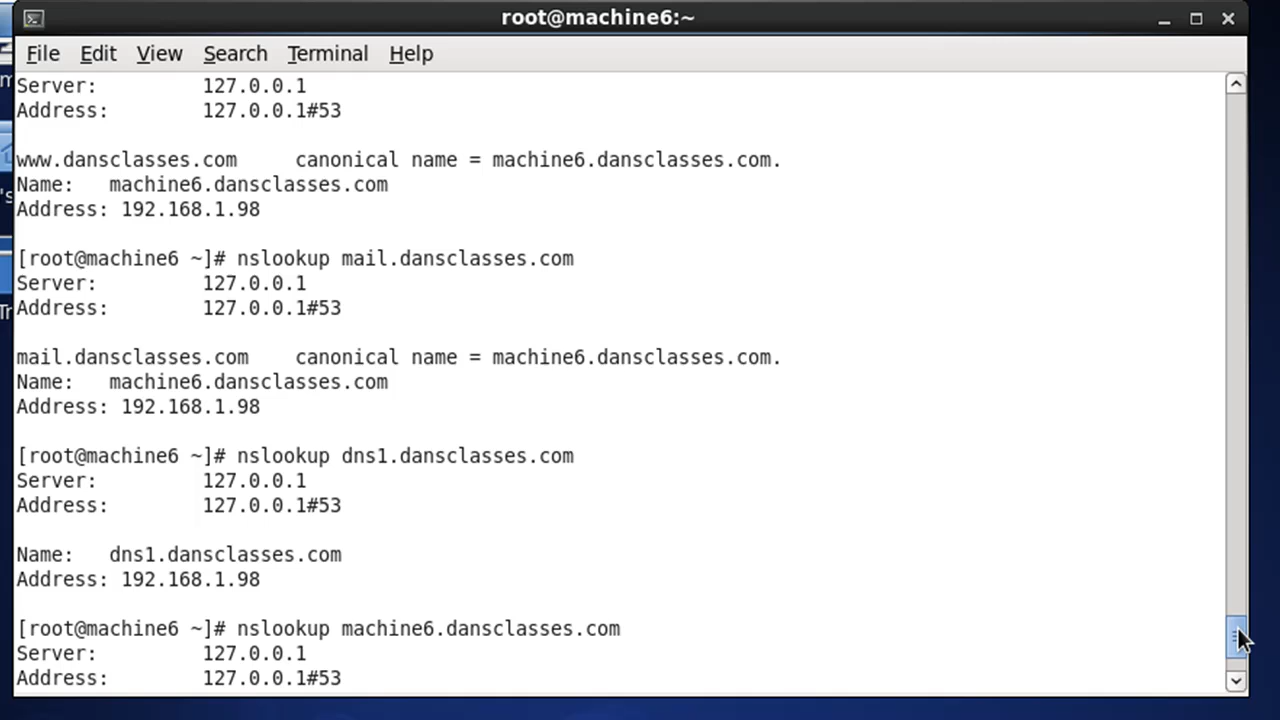 root@machine6:~
File Edit View Search Terminal Help
Server: 127.0.0.1
Address: 127.0.0.1#53
www.dansclasses.com canonical name = machine6.dansclasses.com.
Name: machine6.dansclasses.com
Address: 192.168.1.98
[root@machine6 ~]# nslookup mail.dansclasses.com
Server: 127.0.0.1
Address: 127.0.0.1#53
mail.dansclasses.com canonical name = machine6.dansclasses.com.
Name: machine6.dansclasses.com
Address: 192.168.1.98
[root@machine6 ~]# nslookup dns1.dansclasses.com
Server: 127.0.0.1
Address: 127.0.0.1#53
Name: dns1.dansclasses.com
Address: 192.168.1.98
[root@machine6 ~]# nslookup machine6.dansclasses.com
Server: 127.0.0.1
Address: 127.0.0.1#53